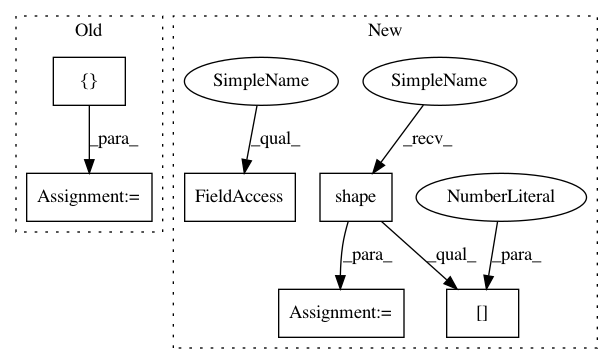 Old
New
{}
SimpleName
SimpleName
_para_
_qual_
_recv_
Assignment:=
FieldAccess
shape
NumberLiteral
_para_
_qual_
_para_
Assignment:=
[]